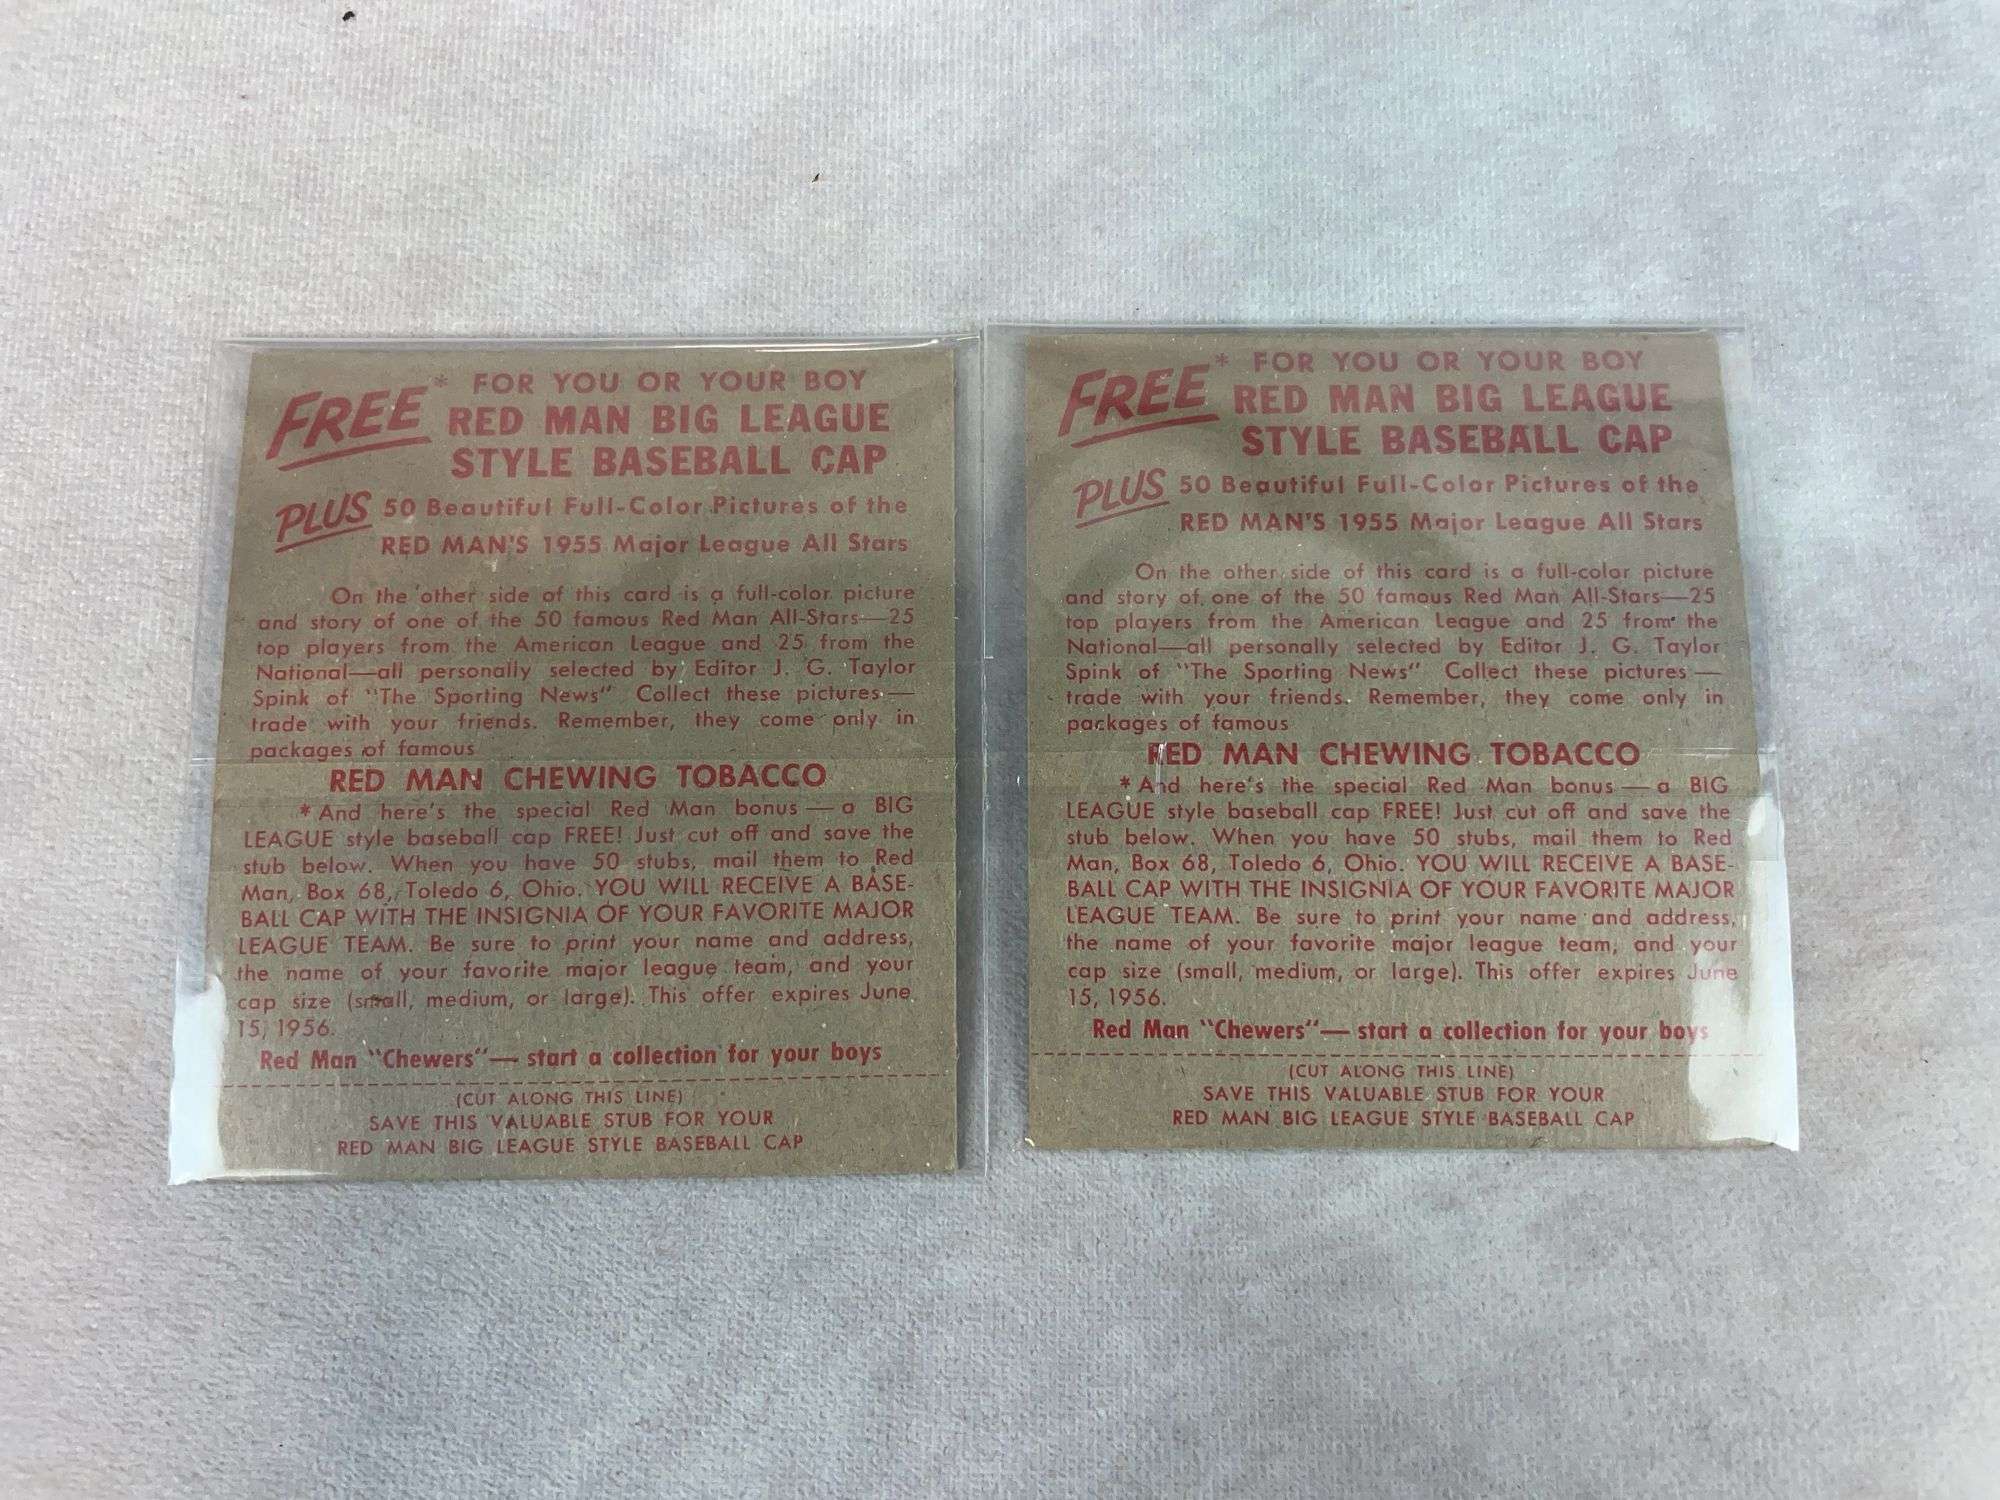 FREE* FOR YOU OR YOUR BOY
RED MAN BIG LEAGUE
STYLE BASEBALL CAP
PLUS 50 Beautiful Full-Color Pictures of the
RED MAN'S 1955 Major League All Stars
On the other side of this card is a full-color picture
and story of one of the 50 famous Red Man All-Stars—25
top players from the American League and 25 from the
National—all personally selected by Editor J. G. Taylor
Spink of "The Sporting News" Collect these pictures—
trade with your friends. Remember, they come only in
packages of famous
RED MAN CHEWING TOBACCO
*And here's the special Red Man bonus—a BIG
LEAGUE style baseball cap FREE! Just cut off and save the
stub below. When you have 50 stubs, mail them to Red
Man, Box 68, Toledo 6, Ohio. YOU WILL RECEIVE A BASE-
BALL CAP WITH THE INSIGNIA OF YOUR FAVORITE MAJOR
LEAGUE TEAM. Be sure to print your name and address,
the name of your favorite major league team, and your
cap size (small, medium, or large). This offer expires June
15, 1956.
Red Man "Chewers"—start a collection for your boys
(CUT ALONG THIS LINE)
SAVE THIS VALUABLE STUB FOR YOUR
RED MAN BIG LEAGUE STYLE BASEBALL CAP
FREE* FOR YOU OR YOUR BOY
RED MAN BIG LEAGUE
STYLE BASEBALL CAP
PLUS 50 Beautiful Full-Color Pictures of the
RED MAN'S 1955 Major League All Stars
On the other side of this card is a full-color picture
and story of one of the 50 famous Red Man All-Stars—25
top players from the American League and 25 from the
National—all personally selected by Editor J. G. Taylor
Spink of "The Sporting News" Collect these pictures—
trade with your friends. Remember, they come only in
packages of famous
RED MAN CHEWING TOBACCO
*And here's the special Red Man bonus—a BIG
LEAGUE style baseball cap FREE! Just cut off and save the
stub below. When you have 50 stubs, mail them to Red
Man, Box 68, Toledo 6, Ohio. YOU WILL RECEIVE A BASE-
BALL CAP WITH THE INSIGNIA OF YOUR FAVORITE MAJOR
LEAGUE TEAM. Be sure to print your name and address,
the name of your favorite major league team, and your
cap size (small, medium, or large). This offer expires June
15, 1956.
Red Man "Chewers"—start a collection for your boys
(CUT ALONG THIS LINE)
SAVE THIS VALUABLE STUB FOR YOUR
RED MAN BIG LEAGUE STYLE BASEBALL CAP